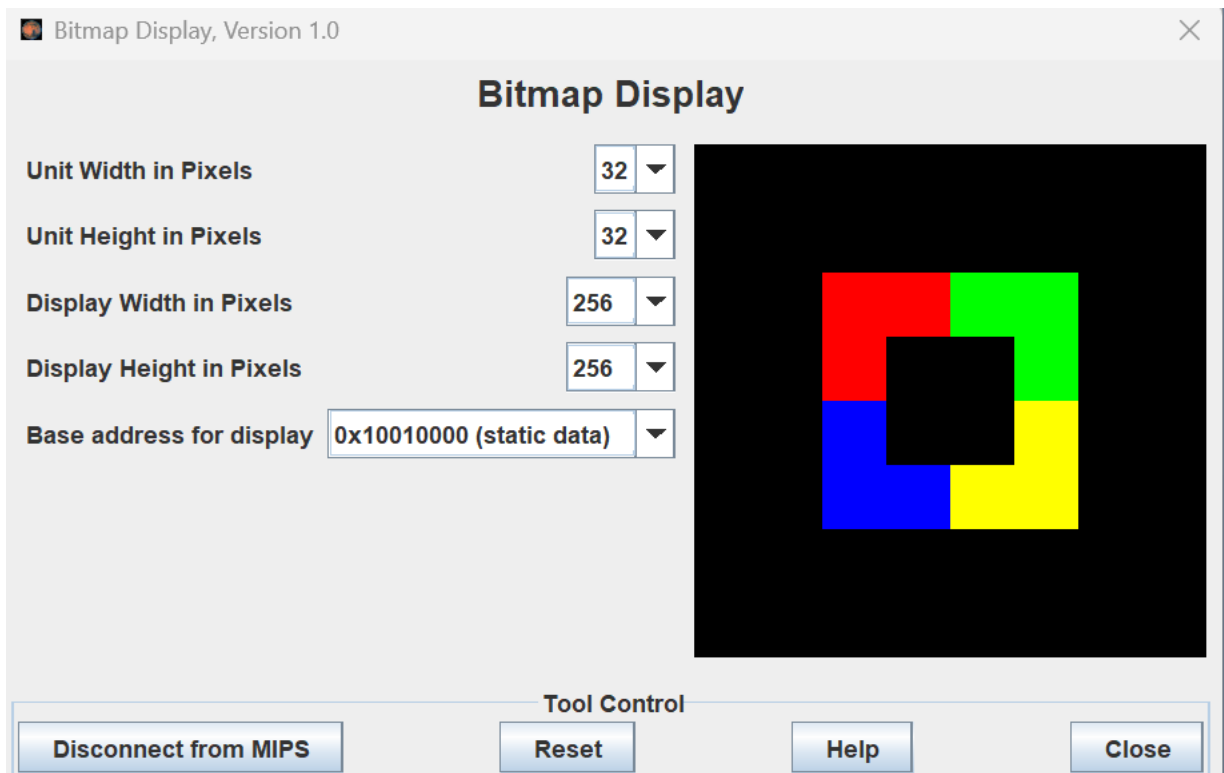 Bitmap Display, Version 1.0
Bitmap Display
Unit Width in Pixels 32
Unit Height in Pixels 32
Display Width in Pixels 256
Display Height in Pixels 256
Base address for display 0x10010000 (static data)
Tool Control
Disconnect from MIPS Reset Help Close